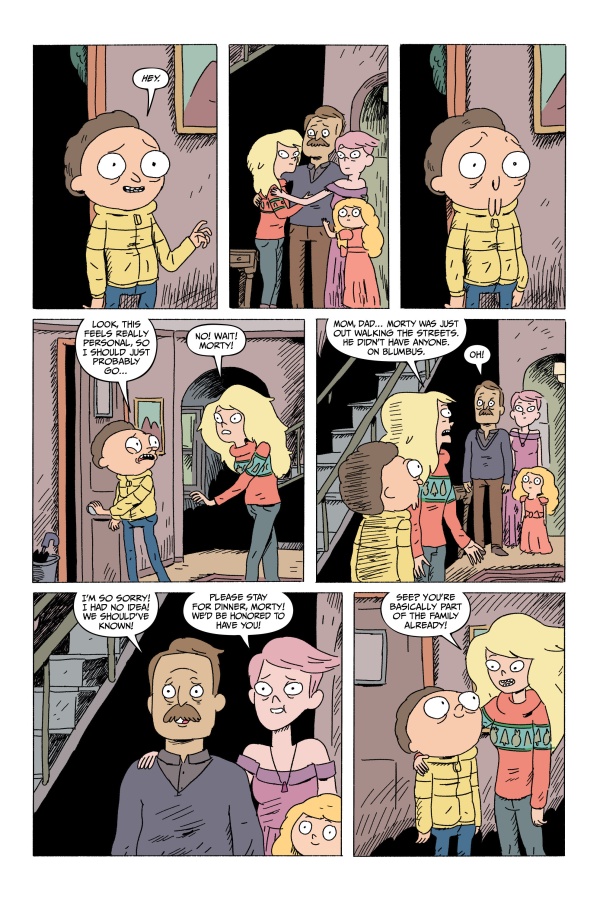 HEY.
LOOK, THIS
FEELS REALLY
PERSONAL, SO
I SHOULD JUST
PROBABLY
GO...
NO! WAIT!
MORTY!
MOM, DAD... MORTY WAS JUST
OUT WALKING THE STREETS.
HE DIDN'T HAVE ANYONE.
ON BLUMBUS.
OH!
I'M SO SORRY!
I HAD NO IDEA!
WE SHOULD'VE
KNOWN!
PLEASE STAY
FOR DINNER, MORTY!
WE'D BE HONORED TO
HAVE YOU!
SEE? YOU'RE
BASICALLY PART
OF THE FAMILY
ALREADY!